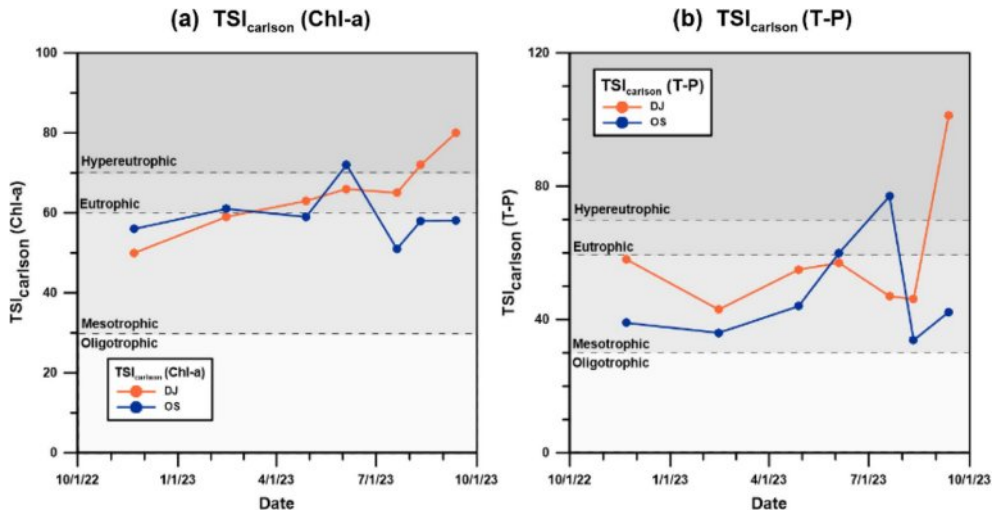 (a) TSIcarlson (Chl-a)
100
80
60
40
20
0
TSIcarlson (Chl-a)
Hypereutrophic
Eutrophic
Mesotrophic
Oligotrophic
TSIcarlson (Chl-a)
DJ
OS
10/1/22
1/1/23
4/1/23
7/1/23
10/1/23
Date
(b) TSIcarlson (T-P)
120
80
40
0
TSIcarlson (T-P)
TSIcarlson (T-P)
DJ
OS
Hypereutrophic
Eutrophic
Mesotrophic
Oligotrophic
10/1/22
1/1/23
4/1/23
7/1/23
10/1/23
Date